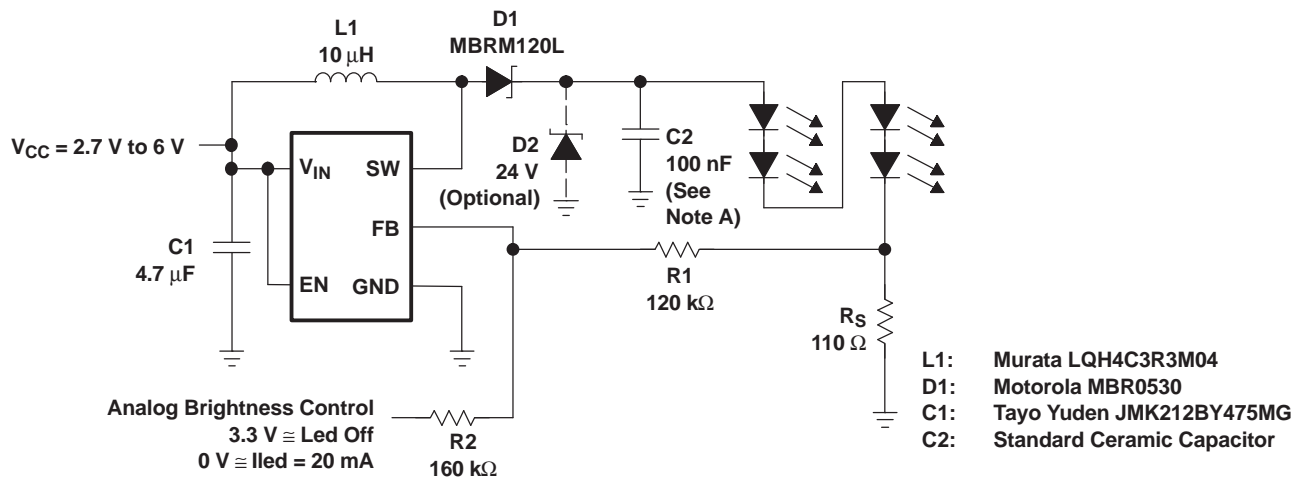 D1
MBRM120L
L1
10 μH
VCC = 2.7 V to 6 V
VIN
SW
FB
EN
GND
C1
4.7 μF
D2
24 V
(Optional)
C2
100 nF
(See
Note A)
R1
120 kΩ
RS
110 Ω
Analog Brightness Control
3.3 V ≅ Led Off
0 V ≅ Iled = 20 mA
R2
160 kΩ
L1: Murata LQH4C3R3M04
D1: Motorola MBR0530
C1: Tayo Yuden JMK212BY475MG
C2: Standard Ceramic Capacitor